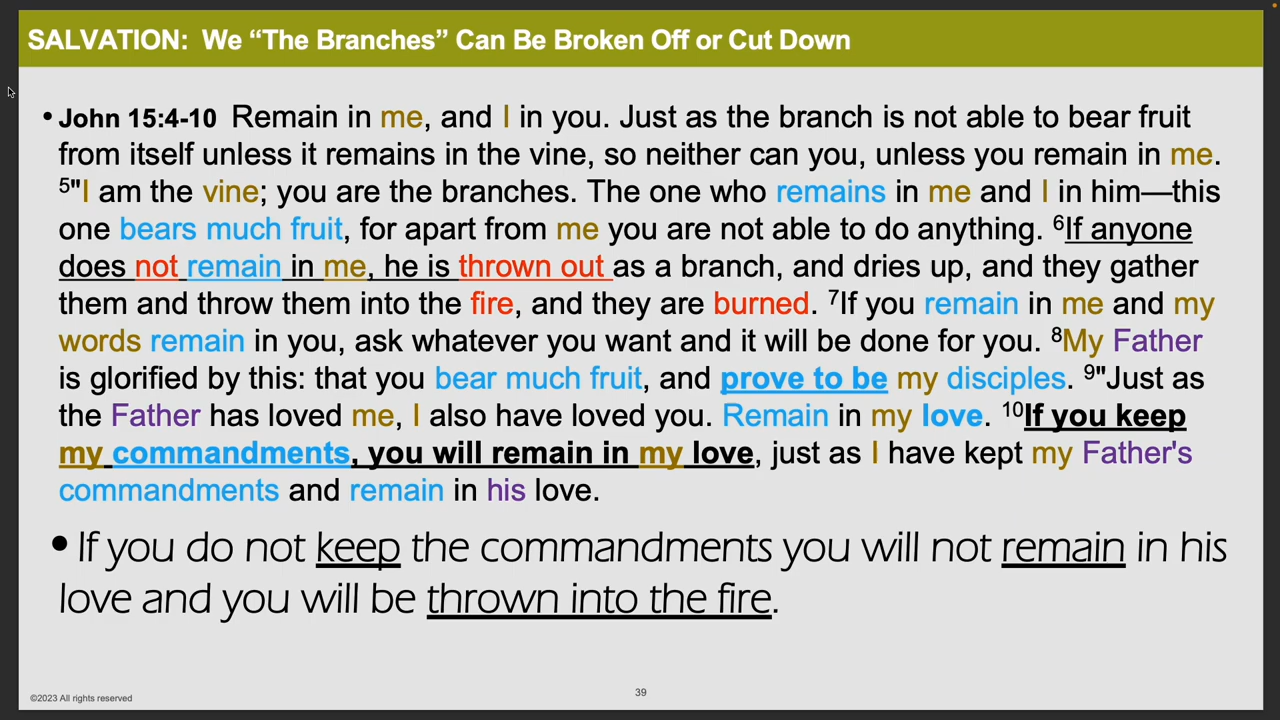 SALVATION: We “The Branches” Can Be Broken Off or Cut Down
• John 15:4-10 Remain in me, and I in you. Just as the branch is not able to bear fruit
from itself unless it remains in the vine, so neither can you, unless you remain in me.
5"I am the vine; you are the branches. The one who remains in me and I in him—this
one bears much fruit, for apart from me you are not able to do anything. 6If anyone
does not remain in me, he is thrown out as a branch, and dries up, and they gather
them and throw them into the fire, and they are burned. 7If you remain in me and my
words remain in you, ask whatever you want and it will be done for you. 8My Father
is glorified by this: that you bear much fruit, and prove to be my disciples. 9"Just as
the Father has loved me, I also have loved you. Remain in my love. 10If you keep
my commandments, you will remain in my love, just as I have kept my Father's
commandments and remain in his love.
• If you do not keep the commandments you will not remain in his
love and you will be thrown into the fire.
©2023 All rights reserved
39